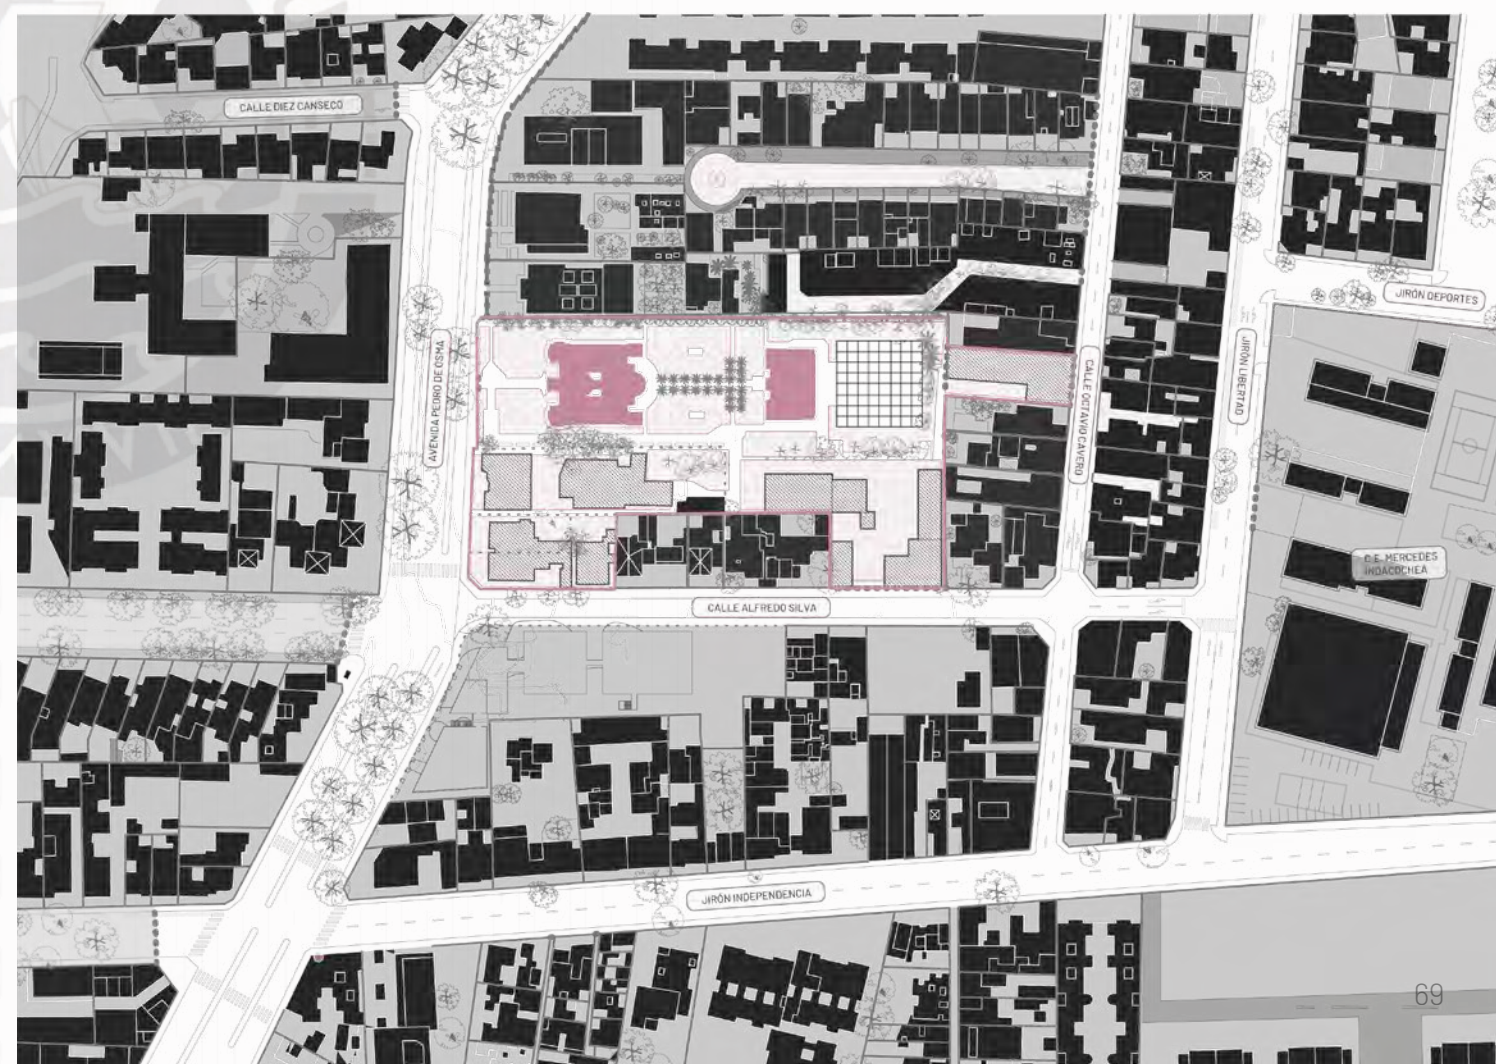 CALLE DIEZ CANSECO
AVENIDA PEDRO DE OSMA
JIRÓN DEPORTES
JIRÓN LIBERTAD
CALLE OCTAVIO CAVERO
C.E. MERCEDES
INDACOCHEA
CALLE ALFREDO SILVA
JIRÓN INDEPENDENCIA
69